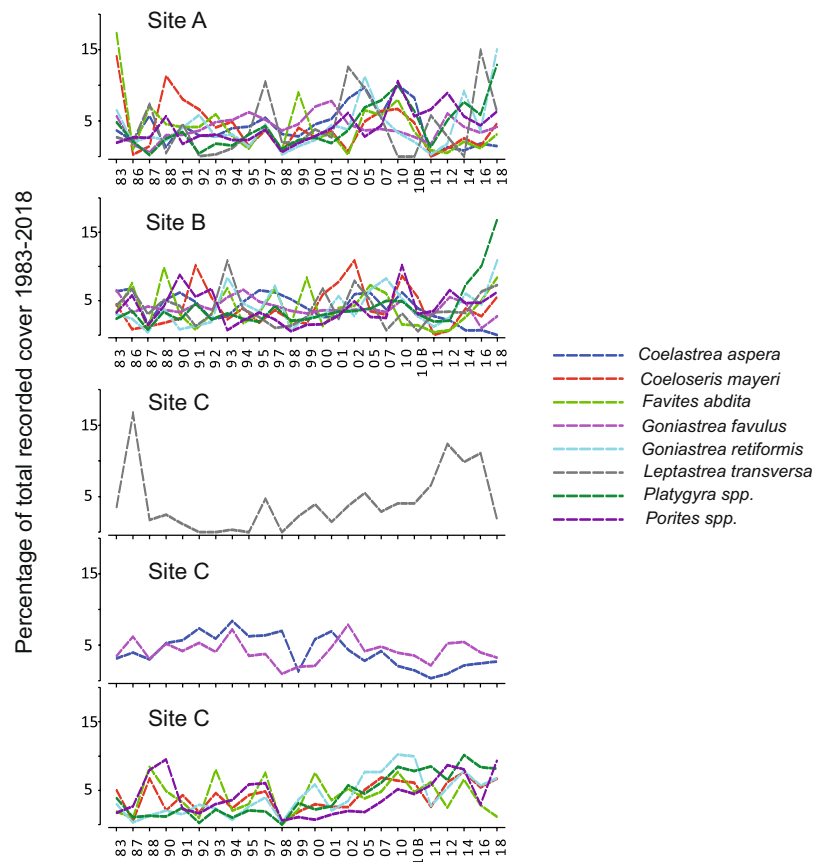 Percentage of total recorded cover 1983-2018
Site A
15
5
83 86 87 88 91 92 93 94 95 97 98 99 00 01 02 05 07 10 10B 11 12 14 16 18
Site B
15
5
83 86 87 88 90 91 92 93 94 95 97 98 99 00 01 02 05 07 10 10B 11 12 14 16 18
Site C
15
5
Site C
15
5
Site C
15
5
83 86 88 90 91 92 93 94 96 97 98 99 00 01 02 05 07 10 10B 11 12 14 16 18
Coelastrea aspera
Coeloseris mayeri
Favites abdita
Goniastrea favulus
Goniastrea retiformis
Leptastrea transversa
Platygyra spp.
Porites spp.